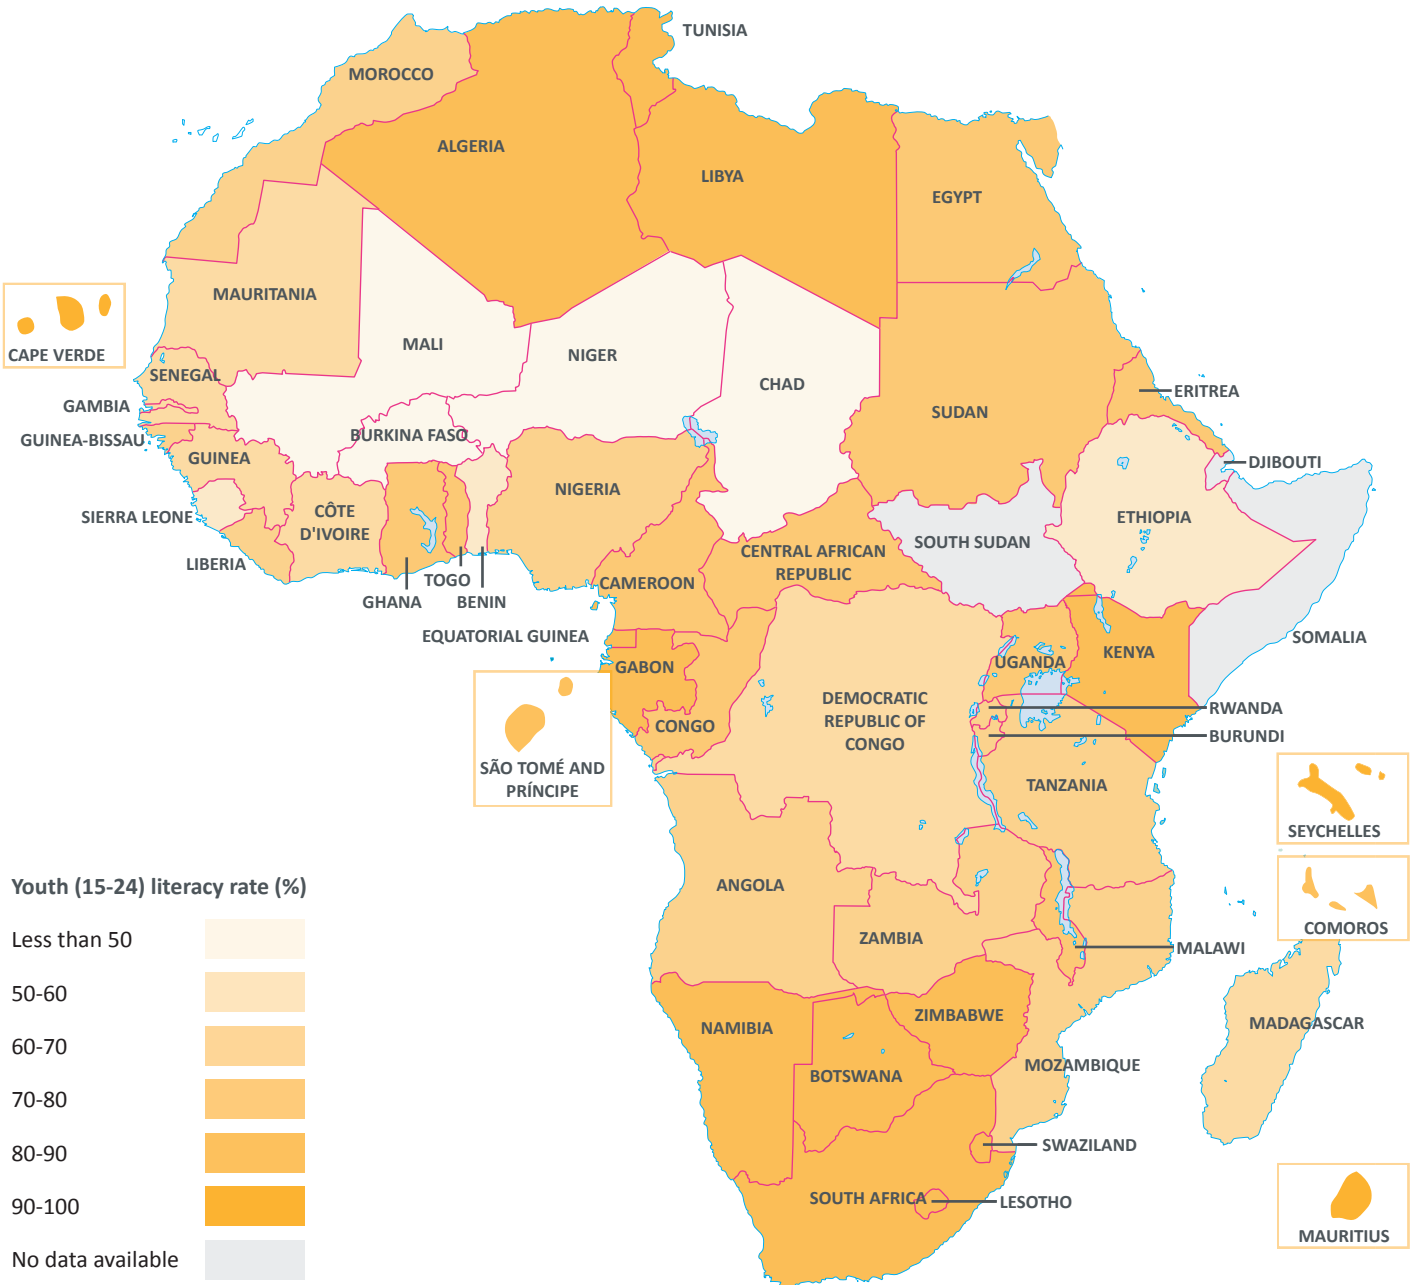 TUNISIA
MOROCCO
ALGERIA
LIBYA
EGYPT
MAURITANIA
MALI
NIGER
CHAD
CAPE VERDE
SENEGAL
SUDAN
ERITREA
GAMBIA
GUINEA-BISSAU
BURKINA FASO
GUINEA
DJIBOUTI
NIGERIA
SIERRA LEONE
CÔTE
D'IVOIRE
ETHIOPIA
SOUTH SUDAN
CENTRAL AFRICAN
REPUBLIC
LIBERIA
TOGO
CAMEROON
GHANA
BENIN
EQUATORIAL GUINEA
SOMALIA
GABON
UGANDA
KENYA
DEMOCRATIC
REPUBLIC OF
CONGO
RWANDA
CONGO
BURUNDI
SÃO TOMÉ AND
PRÍNCIPE
TANZANIA
SEYCHELLES
Youth (15-24) literacy rate (%)
Less than 50
50-60
60-70
70-80
80-90
90-100
No data available
ANGOLA
ZAMBIA
COMOROS
MALAWI
NAMIBIA
ZIMBABWE
MADAGASCAR
BOTSWANA
MOZAMBIQUE
SWAZILAND
SOUTH AFRICA
LESOTHO
MAURITIUS